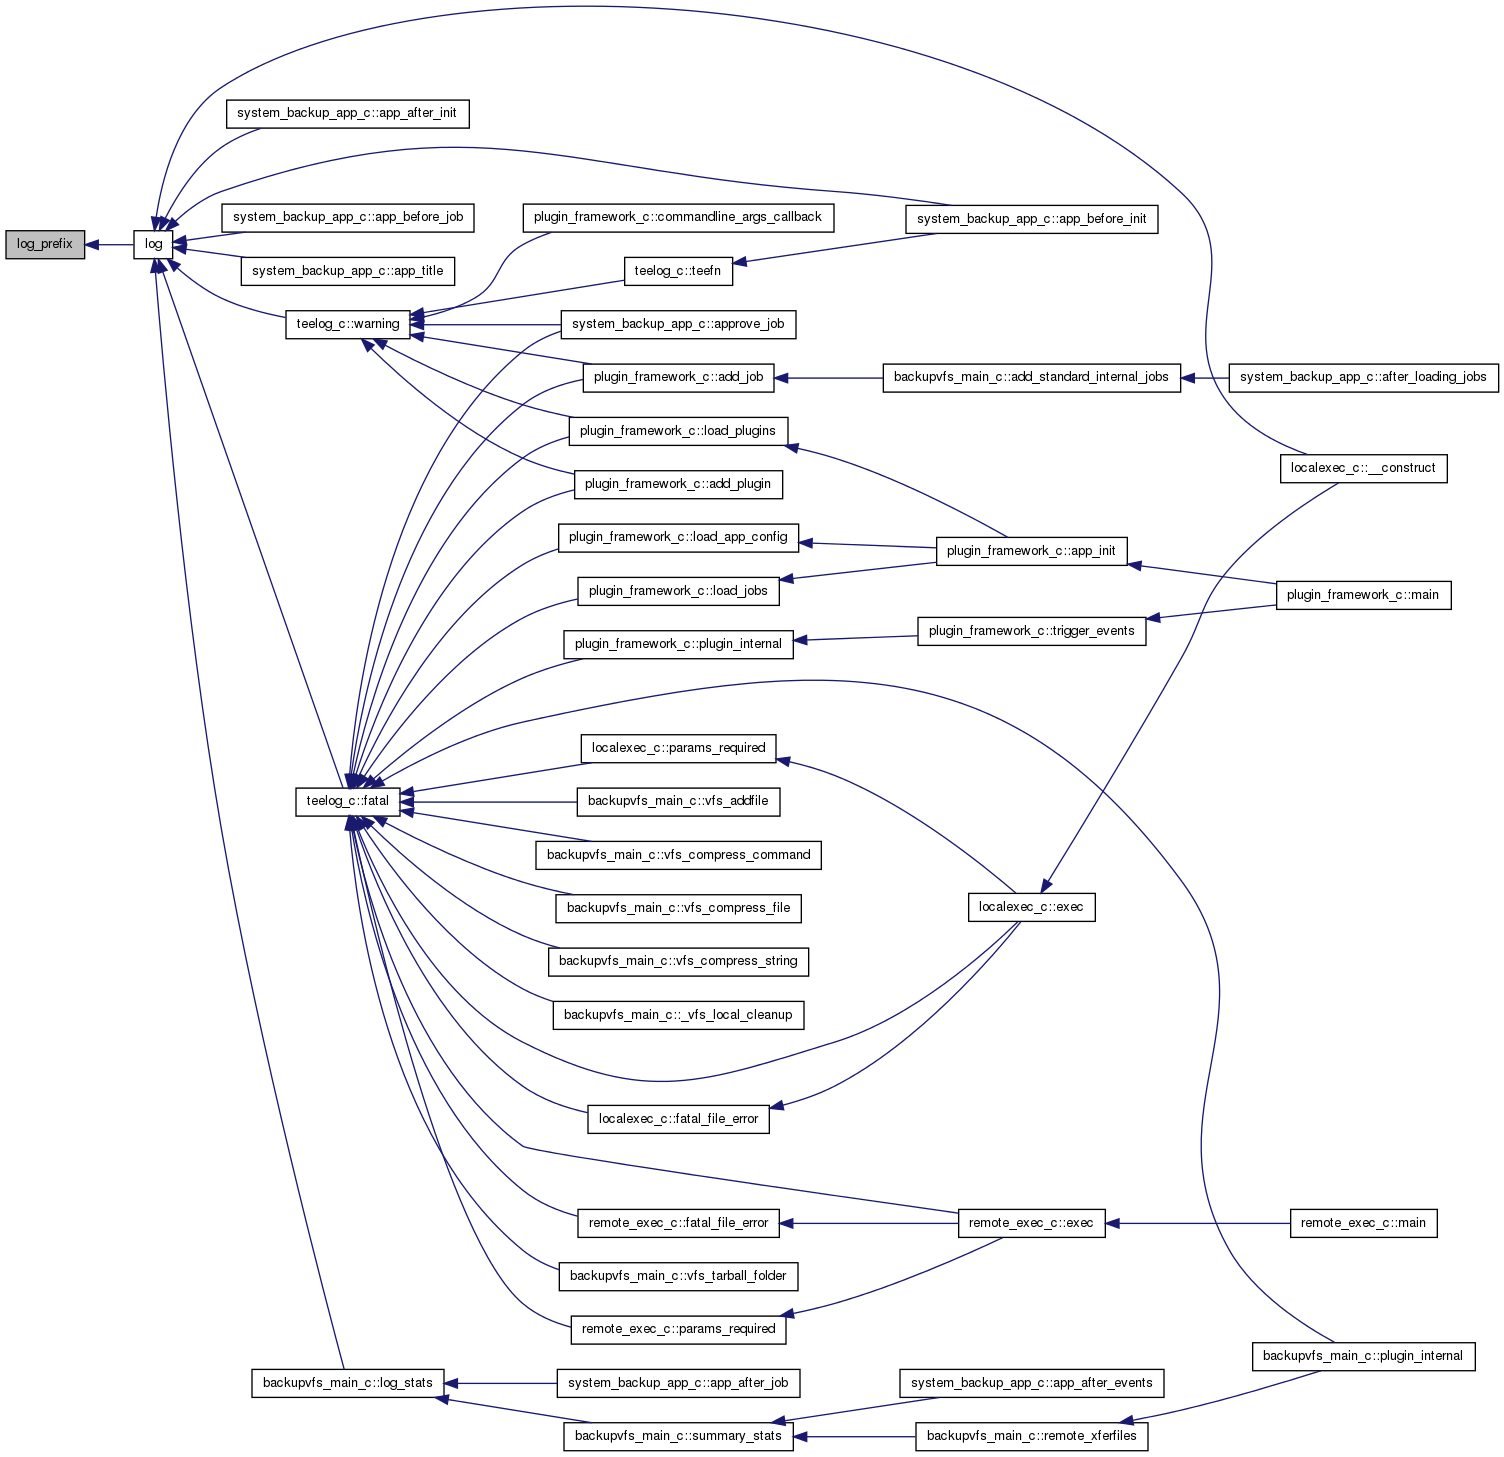 system_backup_app_c::app_after_init
system_backup_app_c::app_before_job
plugin_framework_c::commandline_args_callback
system_backup_app_c::app_before_init
log_prefix
log
system_backup_app_c::app_title
teelog_c::teefn
teelog_c::warning
system_backup_app_c::approve_job
plugin_framework_c::add_job
backupvfs_main_c::add_standard_internal_jobs
system_backup_app_c::after_loading_jobs
plugin_framework_c::load_plugins
localexec_c::__construct
plugin_framework_c::add_plugin
plugin_framework_c::load_app_config
plugin_framework_c::app_init
plugin_framework_c::load_jobs
plugin_framework_c::main
plugin_framework_c::plugin_internal
plugin_framework_c::trigger_events
localexec_c::params_required
teelog_c::fatal
backupvfs_main_c::vfs_addfile
backupvfs_main_c::vfs_compress_command
backupvfs_main_c::vfs_compress_file
localexec_c::exec
backupvfs_main_c::vfs_compress_string
backupvfs_main_c::_vfs_local_cleanup
localexec_c::fatal_file_error
remote_exec_c::fatal_file_error
remote_exec_c::exec
remote_exec_c::main
backupvfs_main_c::vfs_tarball_folder
remote_exec_c::params_required
backupvfs_main_c::plugin_internal
backupvfs_main_c::log_stats
system_backup_app_c::app_after_job
system_backup_app_c::app_after_events
backupvfs_main_c::summary_stats
backupvfs_main_c::remote_xferfiles